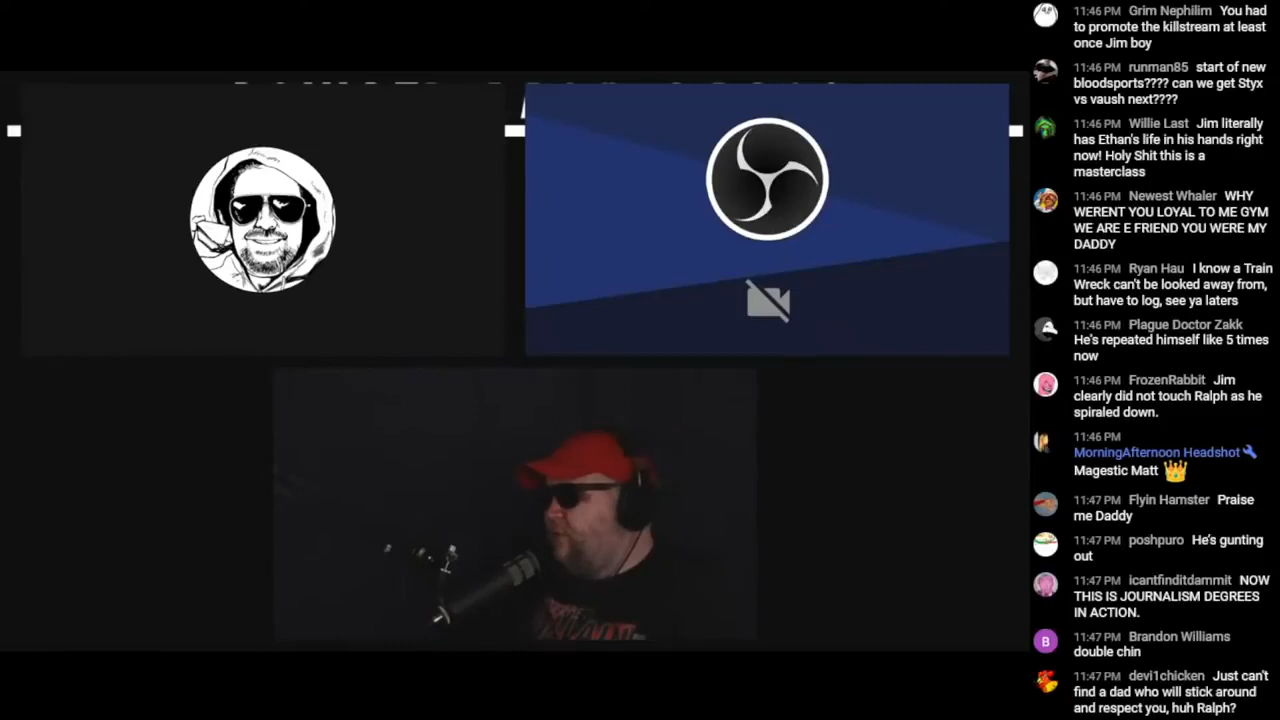 11:46 PM Grim Nephilim You had
to promote the killstream at least
once Jim boy
11:46 PM runman85 start of new
bloodsports???? can we get Styx
vs vaush next????
11:46 PM Willie Last Jim literally
has Ethan's life in his hands right
now! Holy Shit this is a
masterclass
11:46 PM Newest Whaler WHY
WERENT YOU LOYAL TO ME GYM
WE ARE E FRIEND YOU WERE MY
DADDY
11:46 PM Ryan Hau I know a Train
Wreck can't be looked away from,
but have to log, see ya laters
11:46 PM Plague Doctor Zakk
He's repeated himself like 5 times
now
11:46 PM FrozenRabbit Jim
clearly did not touch Ralph as he
spiraled down.
11:46 PM
MorningAfternoon Headshot
Magestic Matt
11:47 PM Flyin Hamster Praise
me Daddy
11:47 PM poshpuro He's gunting
out
11:47 PM icantfinditdammit NOW
THIS IS JOURNALISM DEGREES
IN ACTION.
B
11:47 PM Brandon Williams
double chin
11:47 PM devi1chicken Just can't
find a dad who will stick around
and respect you, huh Ralph?